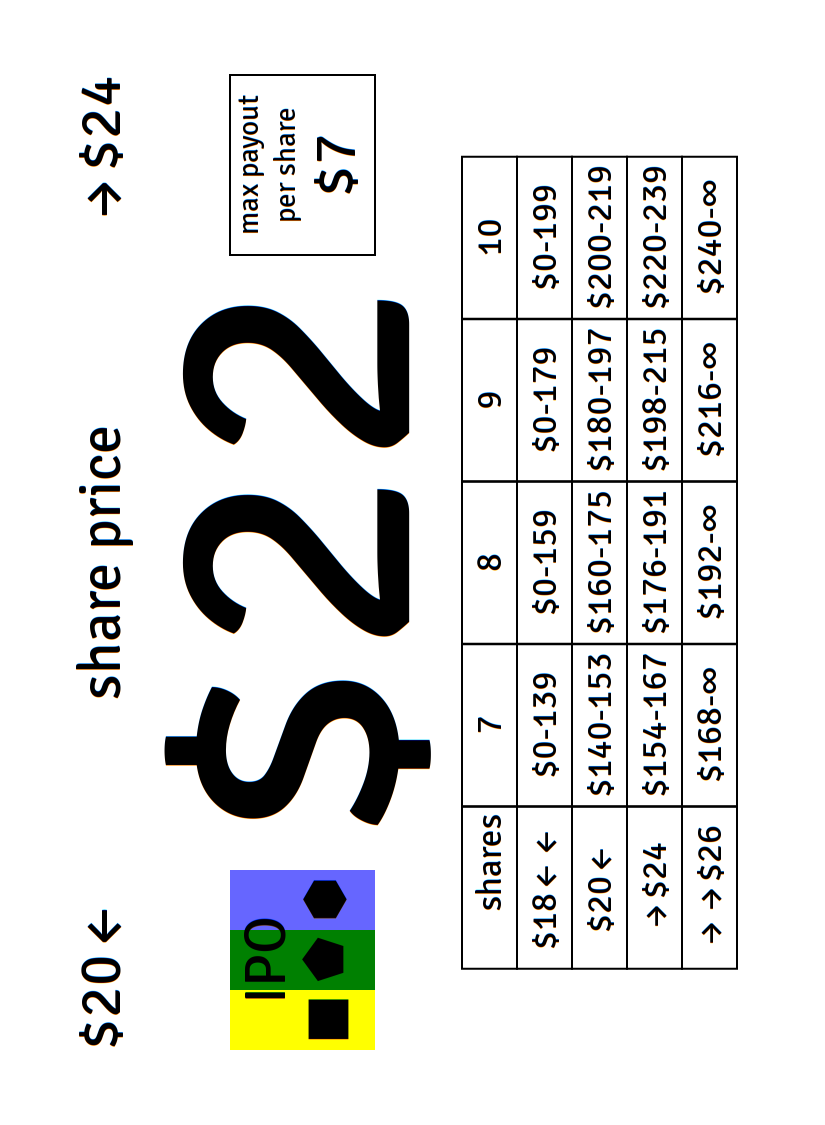 $20 ← share price → $24
IPO $22 max payout
per share
$7
shares 7 8 9 10
$18 ← ← $0-139 $0-159 $0-179 $0-199
$20 ← $140-153 $160-175 $180-197 $200-219
→ $24 $154-167 $176-191 $198-215 $220-239
→ → $26 $168-∞ $192-∞ $216-∞ $240-∞